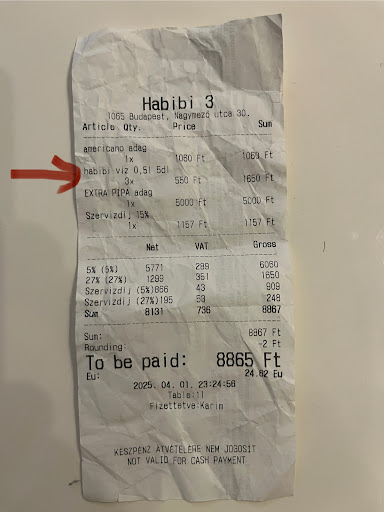 Habibi 3
1065 Budapest, Nagymező utca 30.
Article Qty. Price Sum
americano adag
1x 1060 Ft 1060 Ft
habibi víz 0,5l 5dl
3x 550 Ft 1650 Ft
EXTRA PIPA adag
1x 5000 Ft 5000 Ft
Szervizdíj 15%
1x 1157 Ft 1157 Ft
Net VAT Gross
5% (5%) 5771 289 6060
27% (27%) 1299 351 1650
Szervizdíj (5%)866 43 909
Szervizdíj (27%)195 53 248
Sum 8131 736 8867
Sum: 8867 Ft
Rounding: -2 Ft
To be paid: 8865 Ft
Eu: 24.62 Eu
2025. 04. 01. 23:24:56
Table:11
Fizettetve:Karim
KÉSZPÉNZ ÁTVÉTELÉRE NEM JOGOSÍT
NOT VALID FOR CASH PAYMENT